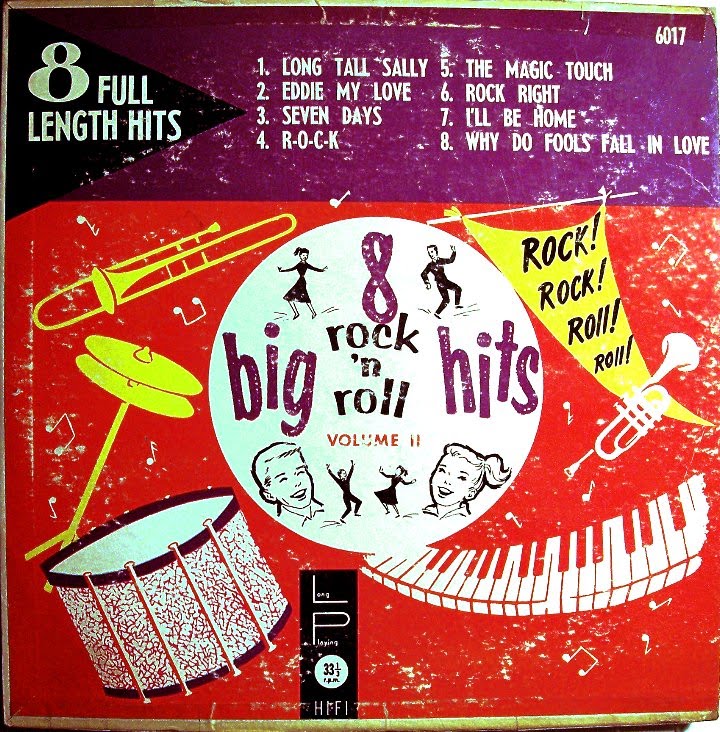 6017
8 FULL
LENGTH HITS
1. LONG TALL SALLY
2. EDDIE MY LOVE
3. SEVEN DAYS
4. R-O-C-K
5. THE MAGIC TOUCH
6. ROCK RIGHT
7. I'LL BE HOME
8. WHY DO FOOLS FALL IN LOVE
8
big rock 'n roll hits
VOLUME II
ROCK!
ROCK!
ROLL!
ROLL!
Long
Playing
33 1/3
r.p.m.
HI-FI